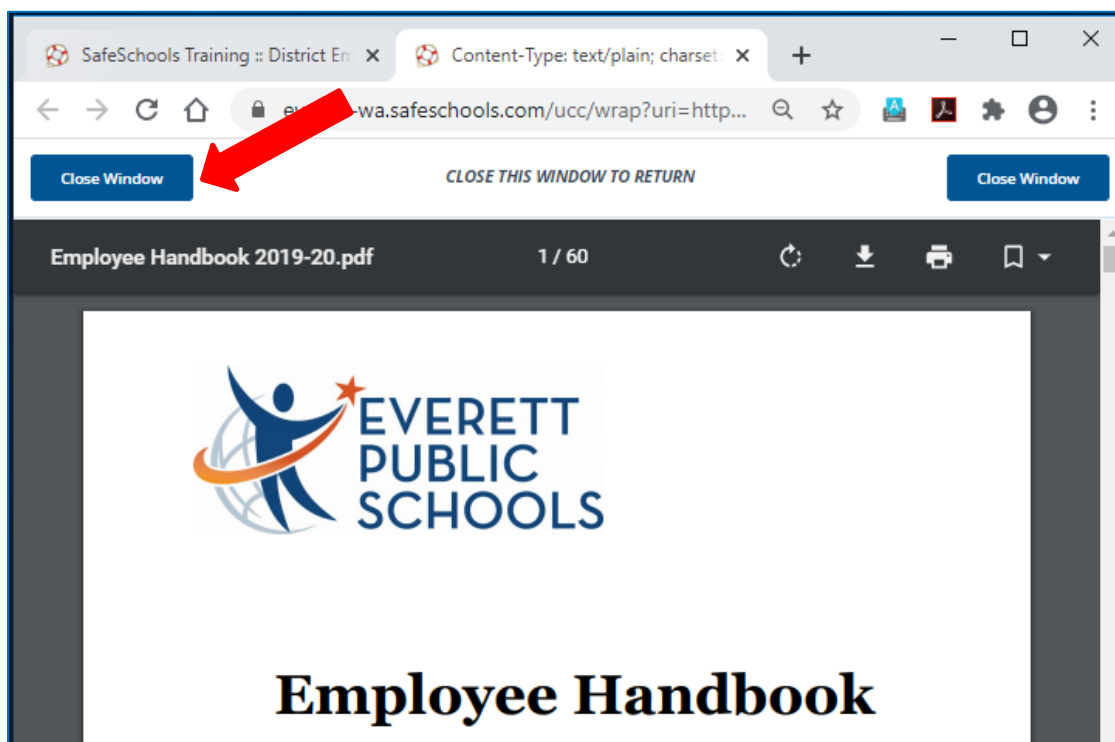 SafeSchools Training :: District Em
Content-Type: text/plain; charset=
-wa.safeschools.com/ucc/wrap?uri=http...
Close Window
CLOSE THIS WINDOW TO RETURN
Close Window
Employee Handbook 2019-20.pdf
1 / 60
EVERETT
PUBLIC
SCHOOLS
Employee Handbook